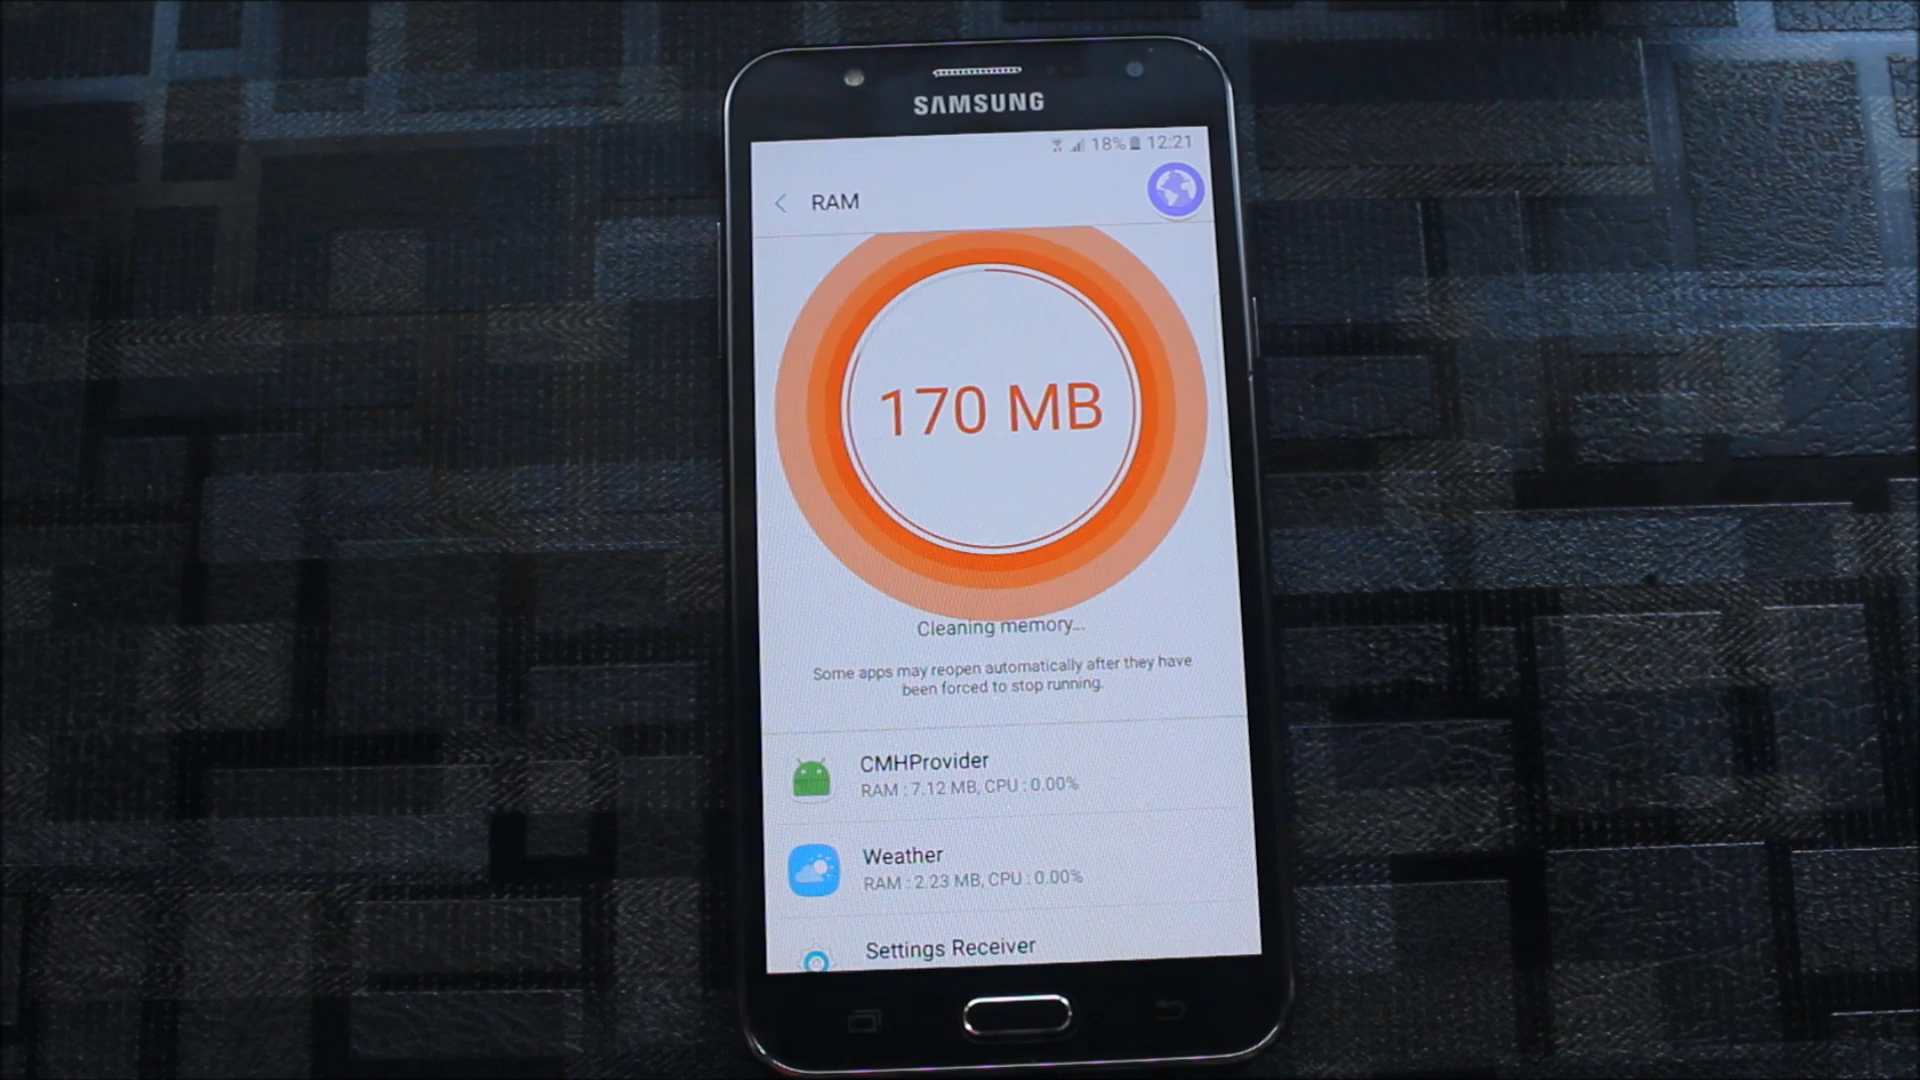 SAMSUNG
18% 12:21
RAM
170 MB
Cleaning memory...
Some apps may reopen automatically after they have
been forced to stop running.
CMHProvider
RAM : 7.12 MB, CPU : 0.00%
Weather
RAM : 2.23 MB, CPU : 0.00%
Settings Receiver